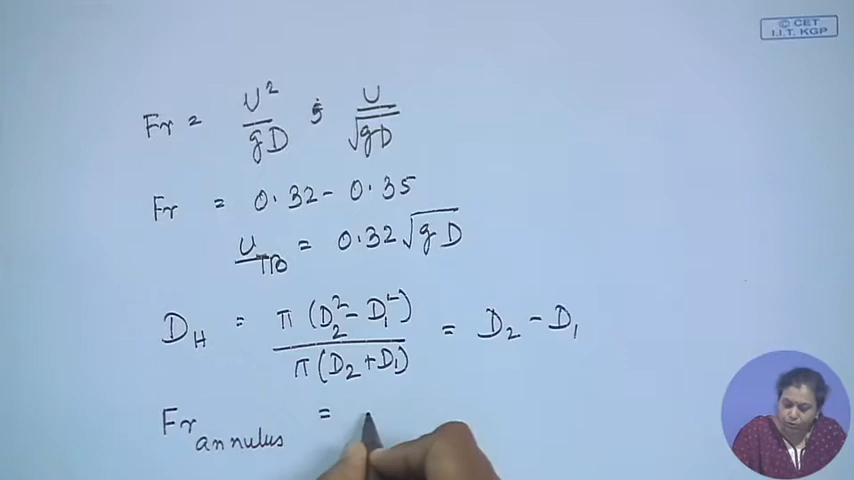 © CET
I.I.T. KGP
Fr = U² / gD ; U / √gD
Fr = 0.32 - 0.35
U_TB = 0.32 √gD
D_H = π (D₂² - D₁²) / π (D₂ + D₁) = D₂ - D₁
Fr_annulus =